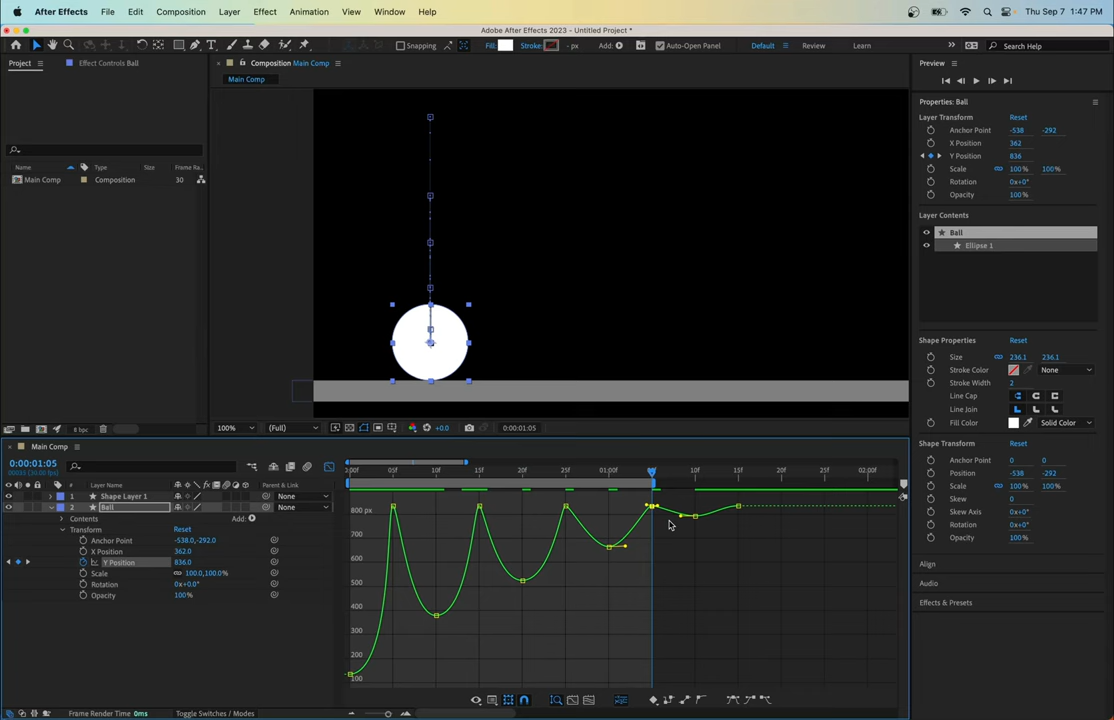 After Effects File Edit Composition Layer Effect Animation View Window Help Thu Sep 7 1:47 PM
Adobe After Effects 2023 - Untitled Project *
Snapping Fill: Stroke: - px Add: Auto-Open Panel Default Review Learn Search Help
Project Effect Controls Ball
Composition Main Comp
Main Comp
Name Type Size Frame Ra...
Main Comp Composition 30
8 bpc
100% (Full) +0.0 0:00:01:05
Preview
Properties: Ball
Layer Transform Reset
Anchor Point -538 -292
X Position 362
Y Position 836
Scale 100% 100%
Rotation 0x+0°
Opacity 100%
Layer Contents
Ball
Ellipse 1
Shape Properties Reset
Size 236.1 236.1
Stroke Color None
Stroke Width 2
Line Cap
Line Join
Fill Color Solid Color
Shape Transform Reset
Anchor Point 0 0
Position -538 -292
Scale 100% 100%
Skew 0
Skew Axis 0x+0°
Rotation 0x+0°
Opacity 100%
Align
Audio
Effects & Presets
Main Comp
0:00:01:05
00035 (30.00 fps)
:00f 05f 10f 15f 20f 25f 01:00f 05f 10f 15f 20f 25f 02:00f
# Layer Name Parent & Link
1 Shape Layer 1 None
2 Ball None
Contents Add:
Transform Reset
Anchor Point -538.0,-292.0
X Position 362.0
Y Position 836.0
Scale 100.0,100.0%
Rotation 0x+0.0°
Opacity 100%
800 px
700
600
500
400
300
200
100
Frame Render Time 0ms Toggle Switches / Modes